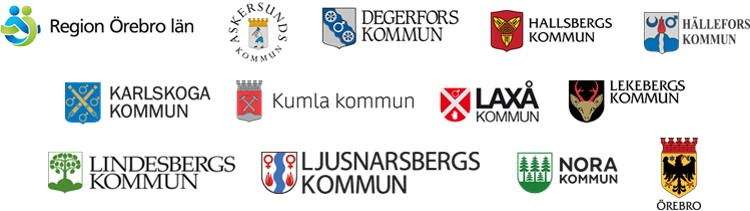 Region Örebro län
ASKERSUNDS
KOMMUN
DEGERFORS
KOMMUN
HALLSBERGS
KOMMUN
HÄLLEFORS
KOMMUN
KARLSKOGA
KOMMUN
Kumla kommun
LAXÅ
KOMMUN
LEKEBERGS
KOMMUN
LINDESBERGS
KOMMUN
LJUSNARSBERGS
KOMMUN
NORA
KOMMUN
ÖREBRO